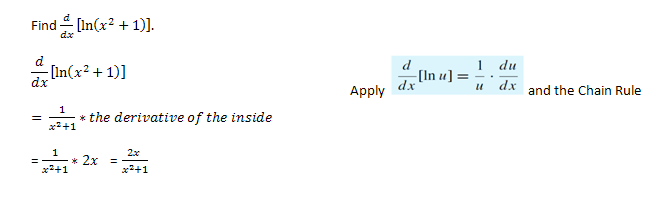 Find d/dx [ln(x² + 1)].
d/dx [ln(x² + 1)]
Apply d/dx [ln u] = 1/u · du/dx and the Chain Rule
= 1/(x²+1) * the derivative of the inside
= 1/(x²+1) * 2x = 2x/(x²+1)